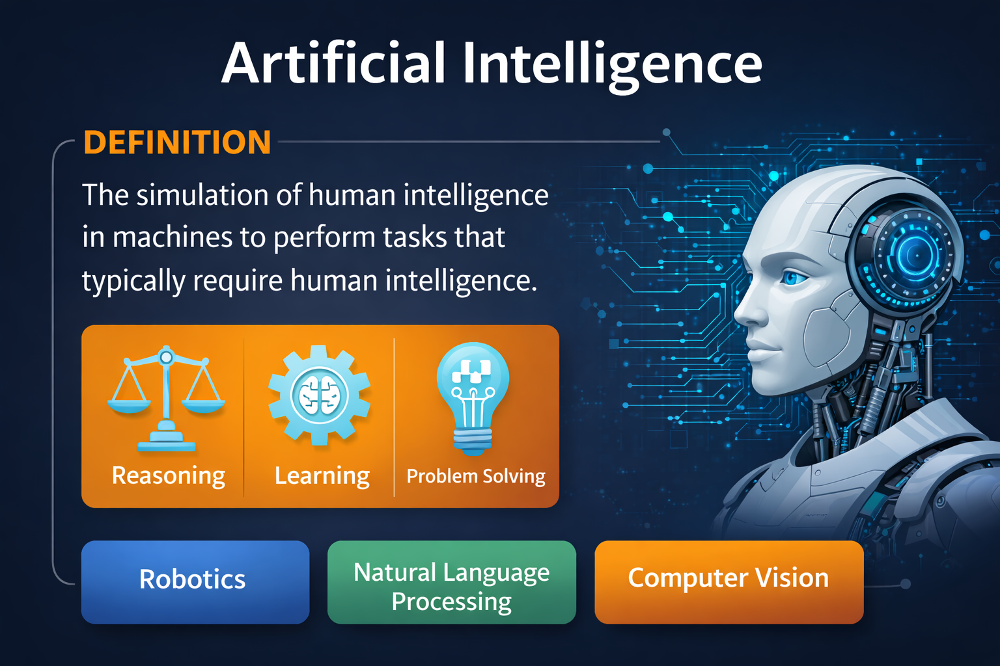 Artificial Intelligence
DEFINITION
The simulation of human intelligence
in machines to perform tasks that
typically require human intelligence.
Reasoning
Learning
Problem Solving
Robotics
Natural Language
Processing
Computer Vision